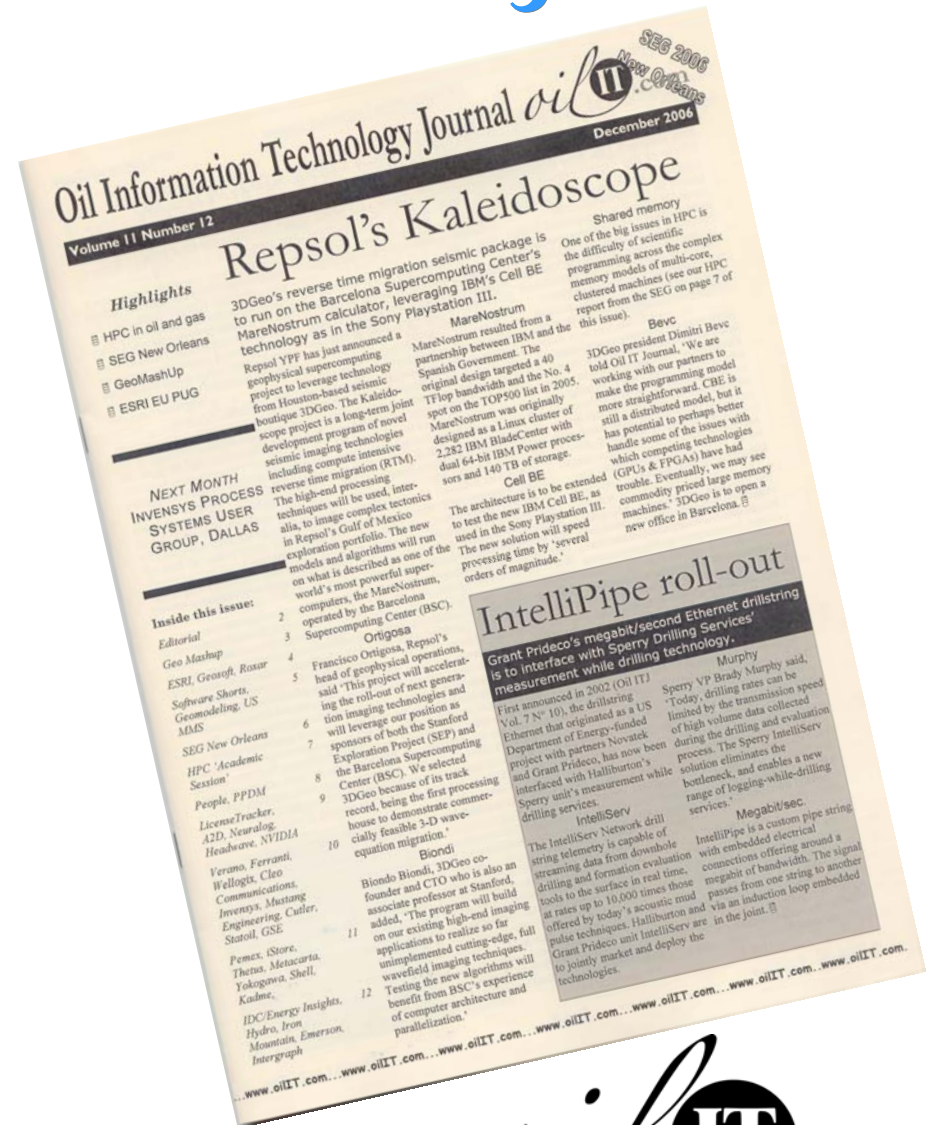 SEG 2006
New Orleans
Oil Information Technology Journal oil IT .com
Volume 11 Number 12
December 2006
Repsol's Kaleidoscope
Highlights
HPC in oil and gas
SEG New Orleans
GeoMashUp
ESRI EU PUG
NEXT MONTH
INVENSYS PROCESS
SYSTEMS USER
GROUP, DALLAS
Inside this issue:
Editorial 2
Geo Mashup 3
ESRI, Geosoft, Roxar 4
Software Shorts, 5
Geomodeling, US
MMS
SEG New Orleans 6
HPC 'Academic 7
Session'
People, PPDM 8
LicenseTracker, 9
A2D, Neuralog,
Headwave, NVIDIA
Verano, Ferranti, 10
Wellogix, Cleo
Communications,
Invensys, Mustang
Engineering, Cutler,
Statoil, GSE
Pemex, iStore, 11
Thetus, Metacarta,
Yokogawa, Shell,
Kadme,
IDC/Energy Insights, 12
Hydro, Iron
Mountain, Emerson,
Intergraph
3DGeo's reverse time migration seismic package is
to run on the Barcelona Supercomputing Center's
MareNostrum calculator, leveraging IBM's Cell BE
technology as in the Sony Playstation III.
Repsol YPF has just announced a
geophysical supercomputing
project to leverage technology
from Houston-based seismic
boutique 3DGeo. The Kaleido-
scope project is a long-term joint
development program of novel
seismic imaging technologies
including compute intensive
reverse time migration (RTM).
The high-end processing
techniques will be used, inter-
alia, to image complex tectonics
in Repsol's Gulf of Mexico
exploration portfolio. The new
models and algorithms will run
on what is described as one of the
world's most powerful super-
computers, the MareNostrum,
operated by the Barcelona
Supercomputing Center (BSC).
Ortigosa
Francisco Ortigosa, Repsol's
head of geophysical operations,
said 'This project will accelerat-
ing the roll-out of next genera-
tion imaging technologies and
will leverage our position as
sponsors of both the Stanford
Exploration Project (SEP) and
the Barcelona Supercomputing
Center (BSC). We selected
3DGeo because of its track
record, being the first processing
house to demonstrate commer-
cially feasible 3-D wave-
equation migration.'
Biondi
Biondo Biondi, 3DGeo co-
founder and CTO who is also an
associate professor at Stanford,
added, 'The program will build
on our existing high-end imaging
applications to realize so far
unimplemented cutting-edge, full
wavefield imaging techniques.
Testing the new algorithms will
benefit from BSC's experience
of computer architecture and
parallelization.'
MareNostrum
MareNostrum resulted from a
partnership between IBM and the
Spanish Government. The
original design targeted a 40
TFlop bandwidth and the No. 4
spot on the TOP500 list in 2005.
MareNostrum was originally
designed as a Linux cluster of
2,282 IBM BladeCenter with
dual 64-bit IBM Power proces-
sors and 140 TB of storage.
Cell BE
The architecture is to be extended
to test the new IBM Cell BE, as
used in the Sony Playstation III.
The new solution will speed
processing time by 'several
orders of magnitude.'
Shared memory
One of the big issues in HPC is
the difficulty of scientific
programming across the complex
memory models of multi-core,
clustered machines (see our HPC
report from the SEG on page 7 of
this issue).
Bevc
3DGeo president Dimitri Bevc
told Oil IT Journal, 'We are
working with our partners to
make the programming model
more straightforward. CBE is
still a distributed model, but it
has potential to perhaps better
handle some of the issues with
which competing technologies
(GPUs & FPGAs) have had
trouble. Eventually, we may see
commodity priced large memory
machines.' 3DGeo is to open a
new office in Barcelona.
IntelliPipe roll-out
Grant Prideco's megabit/second Ethernet drillstring
is to interface with Sperry Drilling Services'
measurement while drilling technology.
First announced in 2002 (Oil ITJ
Vol. 7 N° 10), the drillstring
Ethernet that originated as a US
Department of Energy-funded
project with partners Novatek
and Grant Prideco, has now been
interfaced with Halliburton's
Sperry unit's measurement while
drilling services.
IntelliServ
The IntelliServ Network drill
string telemetry is capable of
streaming data from downhole
drilling and formation evaluation
tools to the surface in real time,
at rates up to 10,000 times those
offered by today's acoustic mud
pulse techniques. Halliburton and
Grant Prideco unit IntelliServ are
to jointly market and deploy the
technologies.
Murphy
Sperry VP Brady Murphy said,
'Today, drilling rates can be
limited by the transmission speed
of high volume data collected
during the drilling and evaluation
process. The Sperry IntelliServ
solution eliminates the
bottleneck, and enables a new
range of logging-while-drilling
services.'
Megabit/sec.
IntelliPipe is a custom pipe string
with embedded electrical
connections offering around a
megabit of bandwidth. The signal
passes from one string to another
via an induction loop embedded
in the joint.
...www.oilIT.com...www.oilIT.com...www.oilIT.com...www.oilIT.com...www.oilIT.com...www.oilIT.com..www.oilIT.com.
oil IT